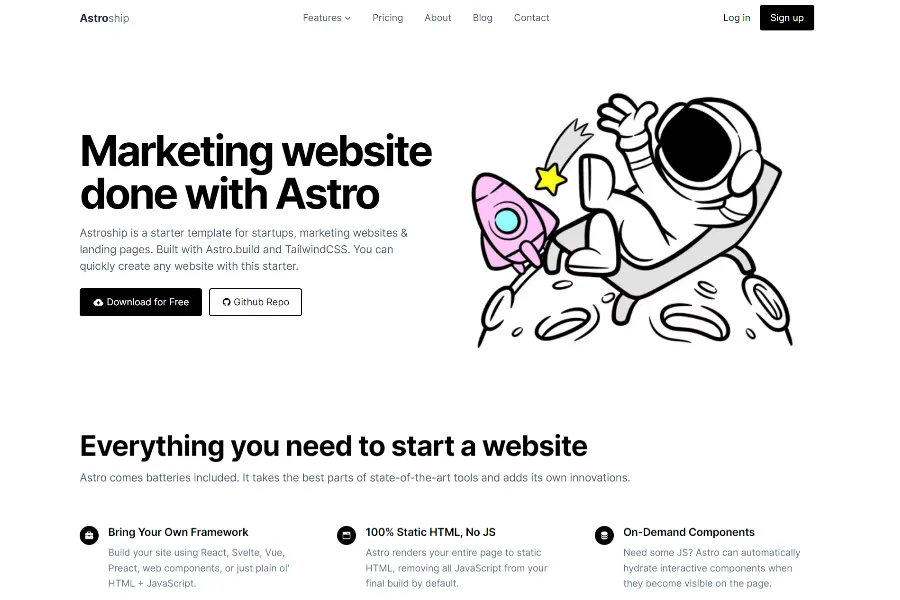 Astroship Features Pricing About Blog Contact Log in Sign up
Marketing website
done with Astro
Astroship is a starter template for startups, marketing websites &
landing pages. Built with Astro.build and TailwindCSS. You can
quickly create any website with this starter.
Download for Free Github Repo
Everything you need to start a website
Astro comes batteries included. It takes the best parts of state-of-the-art tools and adds its own innovations.
Bring Your Own Framework
Build your site using React, Svelte, Vue,
Preact, web components, or just plain ol'
HTML + JavaScript.
100% Static HTML, No JS
Astro renders your entire page to static
HTML, removing all JavaScript from your
final build by default.
On-Demand Components
Need some JS? Astro can automatically
hydrate interactive components when
they become visible on the page.